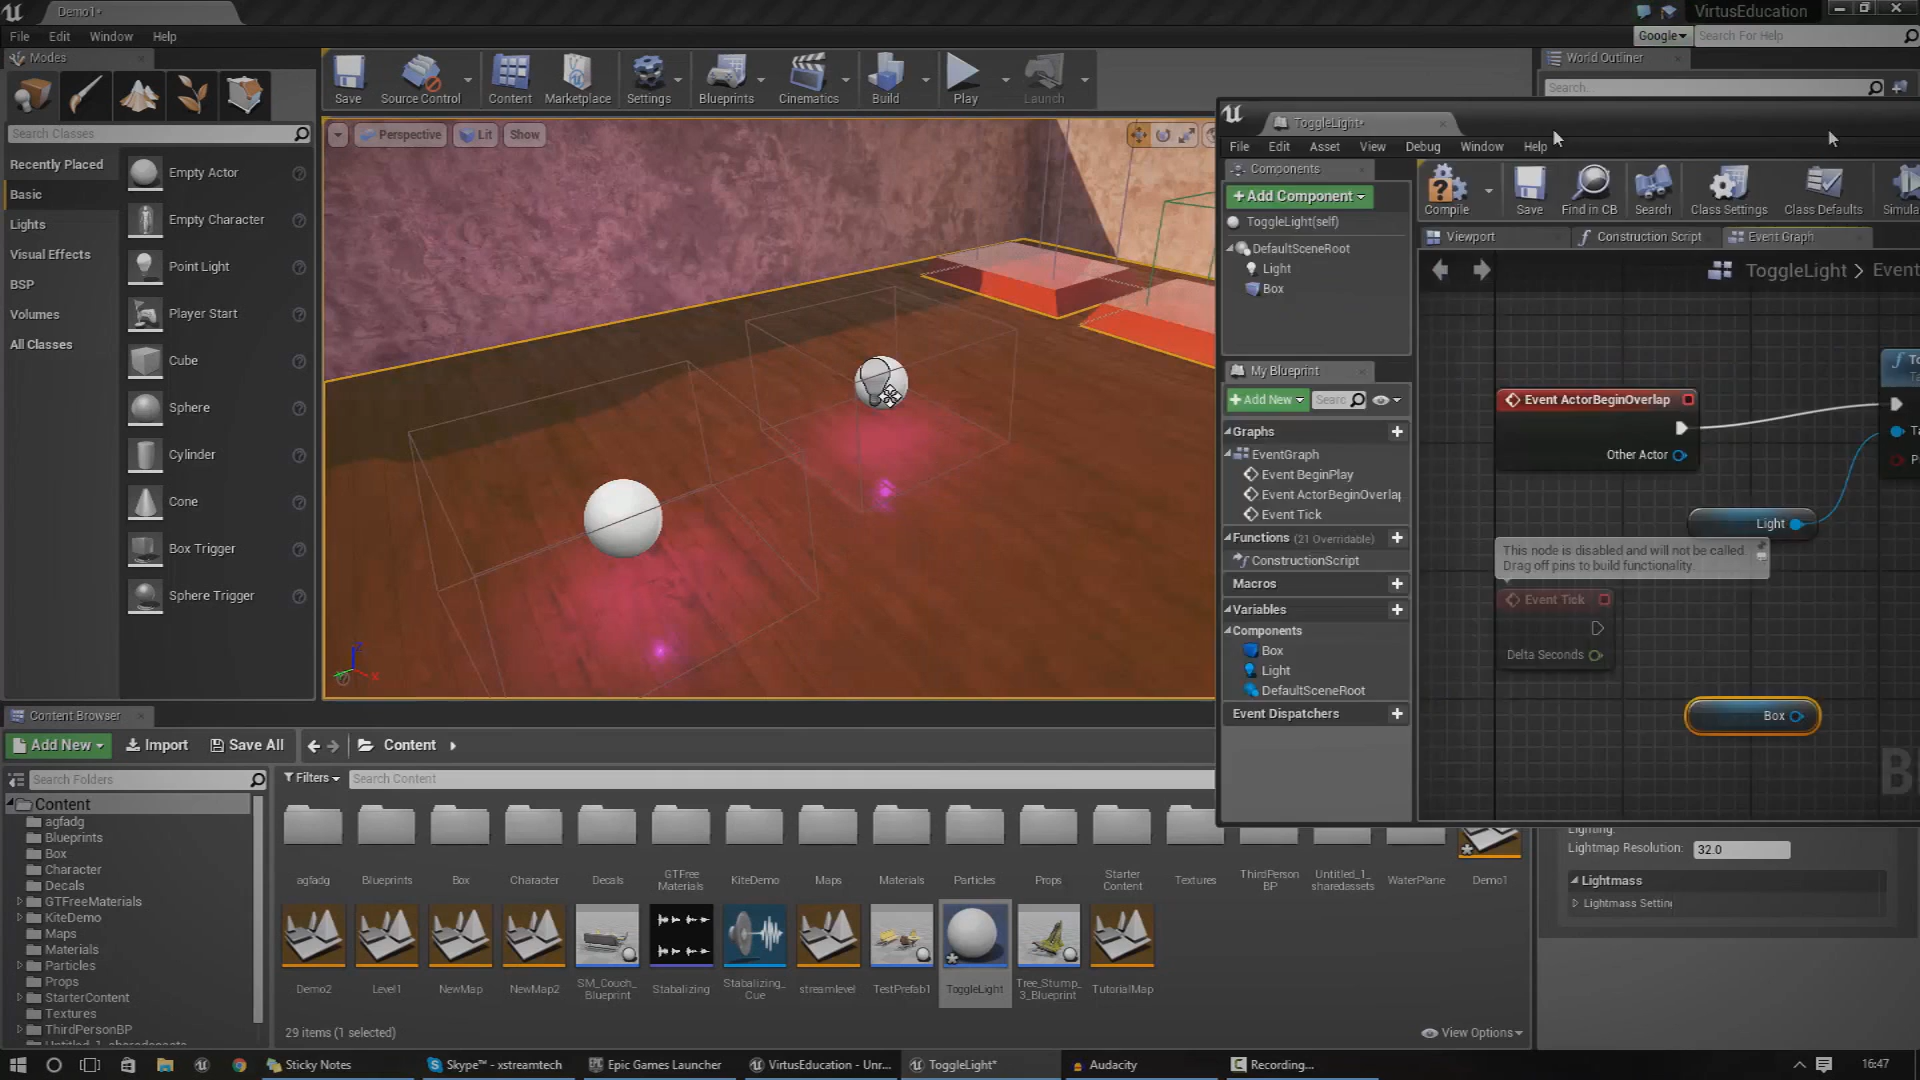 Demo1*
VirtusEducation
File Edit Window Help
Google
Search For Help
Modes
World Outliner
Save
Source Control
Content
Marketplace
Settings
Blueprints
Cinematics
Build
Play
Launch
Search.
Search Classes
Perspective
Lit
Show
Recently Placed
Basic
Lights
Visual Effects
BSP
Volumes
All Classes
Empty Actor
Empty Character
Point Light
Player Start
Cube
Sphere
Cylinder
Cone
Box Trigger
Sphere Trigger
ToggleLight*
File Edit Asset View Debug Window Help
Components
+Add Component
ToggleLight(self)
DefaultSceneRoot
Light
Box
Compile
Save
Find in CB
Search
Class Settings
Class Defaults
Simula
Viewport
Construction Script
Event Graph
ToggleLight > Event
My Blueprint
+Add New
Searc
Graphs
EventGraph
Event BeginPlay
Event ActorBeginOverlap
Event Tick
Functions (21 Overridable)
ConstructionScript
Macros
Variables
Components
Box
Light
DefaultSceneRoot
Event Dispatchers
Event ActorBeginOverlap
Other Actor
Light
This node is disabled and will not be called.
Drag off pins to build functionality.
Event Tick
Delta Seconds
Box
B
Content Browser
Add New
Import
Save All
Content
Search Folders
Filters
Search Content
Content
agfadg
Blueprints
Box
Character
Decals
GTFreeMaterials
KiteDemo
Maps
Materials
Particles
Props
StarterContent
Textures
ThirdPersonBP
Untitled_1_sharedassets
agfadg
Blueprints
Box
Character
Decals
GTFree
Materials
KiteDemo
Maps
Materials
Particles
Props
Starter
Content
Textures
ThirdPerson
BP
Untitled_1_
sharedassets
WaterPlane
Demo1
Demo2
Level1
NewMap
NewMap2
SM_Couch_
Blueprint
Stabalizing
Stabalizing_
Cue
streamlevel
TestPrefab1
ToggleLight
Tree_Stump_
3_Blueprint
TutorialMap
29 items (1 selected)
View Options
Lighting:
Lightmap Resolution: 32.0
Lightmass
Lightmass Settin
Sticky Notes
Skype™ - xstreamtech
Epic Games Launcher
VirtusEducation - Unr...
ToggleLight*
Audacity
Recording...
16:47